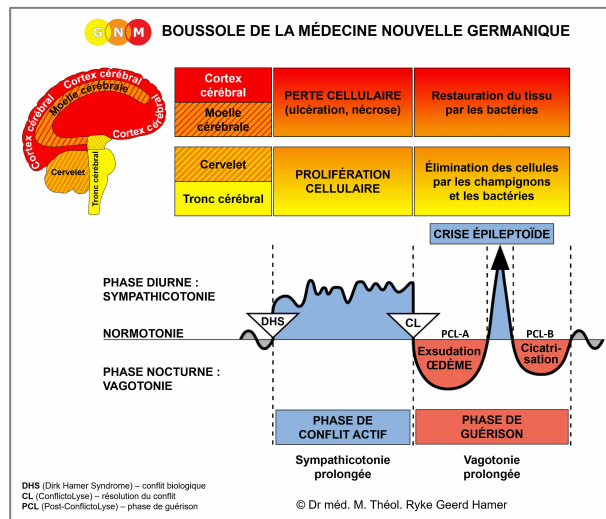 G N M
BOUSSOLE DE LA MÉDECINE NOUVELLE GERMANIQUE
Cortex cérébral
Moelle cérébrale
Cortex cérébral
Cortex cérébral
Cortex cérébral
Cervelet
Tronc cérébral
Cortex
cérébral
Moelle
cérébrale
PERTE CELLULAIRE
(ulcération, nécrose)
Restauration du tissu
par les bactéries
Cervelet
Tronc cérébral
PROLIFÉRATION
CELLULAIRE
Élimination des cellules
par les champignons
et les bactéries
CRISE ÉPILEPTOÏDE
PHASE DIURNE :
SYMPATHICOTONIE
DHS
CL
NORMOTONIE
PCL-A
PCL-B
Exsudation
ŒDÈME
Cicatri-
sation
PHASE NOCTURNE :
VAGOTONIE
PHASE DE
CONFLIT ACTIF
PHASE DE
GUÉRISON
Sympathicotonie
prolongée
Vagotonie
prolongée
DHS (Dirk Hamer Syndrome) – conflit biologique
CL (ConflictoLyse) – résolution du conflit
PCL (Post-ConflictoLyse) – phase de guérison
© Dr méd. M. Théol. Ryke Geerd Hamer